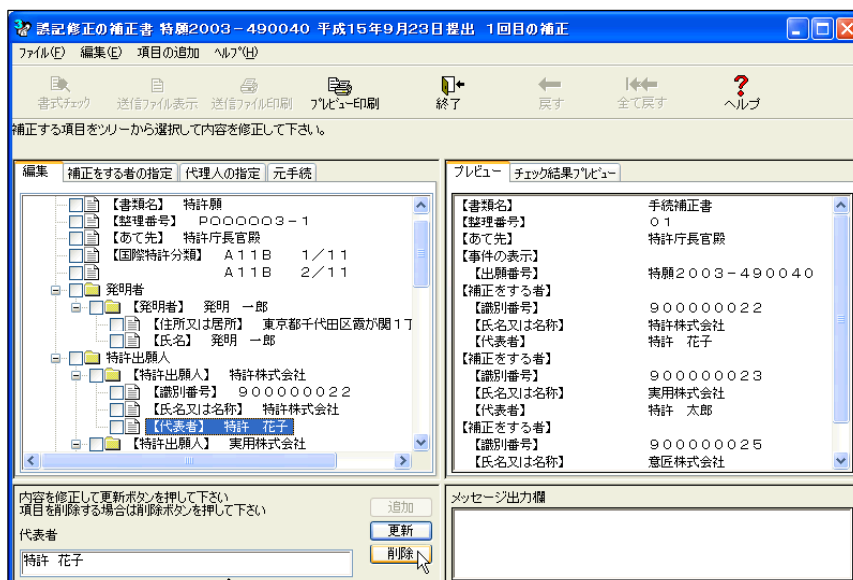 誤記修正の補正書 特願2003-490040 平成15年9月23日提出 1回目の補正
ファイル(F) 編集(E) 項目の追加 ヘルプ(H)
書式チェック 送信ファイル表示 送信ファイル印刷 プレビュー印刷 終了 戻す 全て戻す ヘルプ
補正する項目をツリーから選択して内容を修正して下さい。
編集 補正をする者の指定 代理人の指定 元手続
【書類名】 特許願
【整理番号】 P000003-1
【あて先】 特許庁長官殿
【国際特許分類】 A11B 1/11
A11B 2/11
発明者
【発明者】 発明 一郎
【住所又は居所】 東京都千代田区霞が関1丁
【氏名】 発明 一郎
特許出願人
【特許出願人】 特許株式会社
【識別番号】 900000022
【氏名又は名称】 特許株式会社
【代表者】 特許 花子
【特許出願人】 実用株式会社
プレビュー チェック結果プレビュー
【書類名】 手続補正書
【整理番号】 01
【あて先】 特許庁長官殿
【事件の表示】
【出願番号】 特願2003-490040
【補正をする者】
【識別番号】 900000022
【氏名又は名称】 特許株式会社
【代表者】 特許 花子
【補正をする者】
【識別番号】 900000023
【氏名又は名称】 実用株式会社
【代表者】 特許 太郎
【補正をする者】
【識別番号】 900000025
【氏名又は名称】 意匠株式会社
内容を修正して更新ボタンを押して下さい
項目を削除する場合は削除ボタンを押して下さい
追加
更新
削除
代表者
特許 花子
メッセージ出力欄